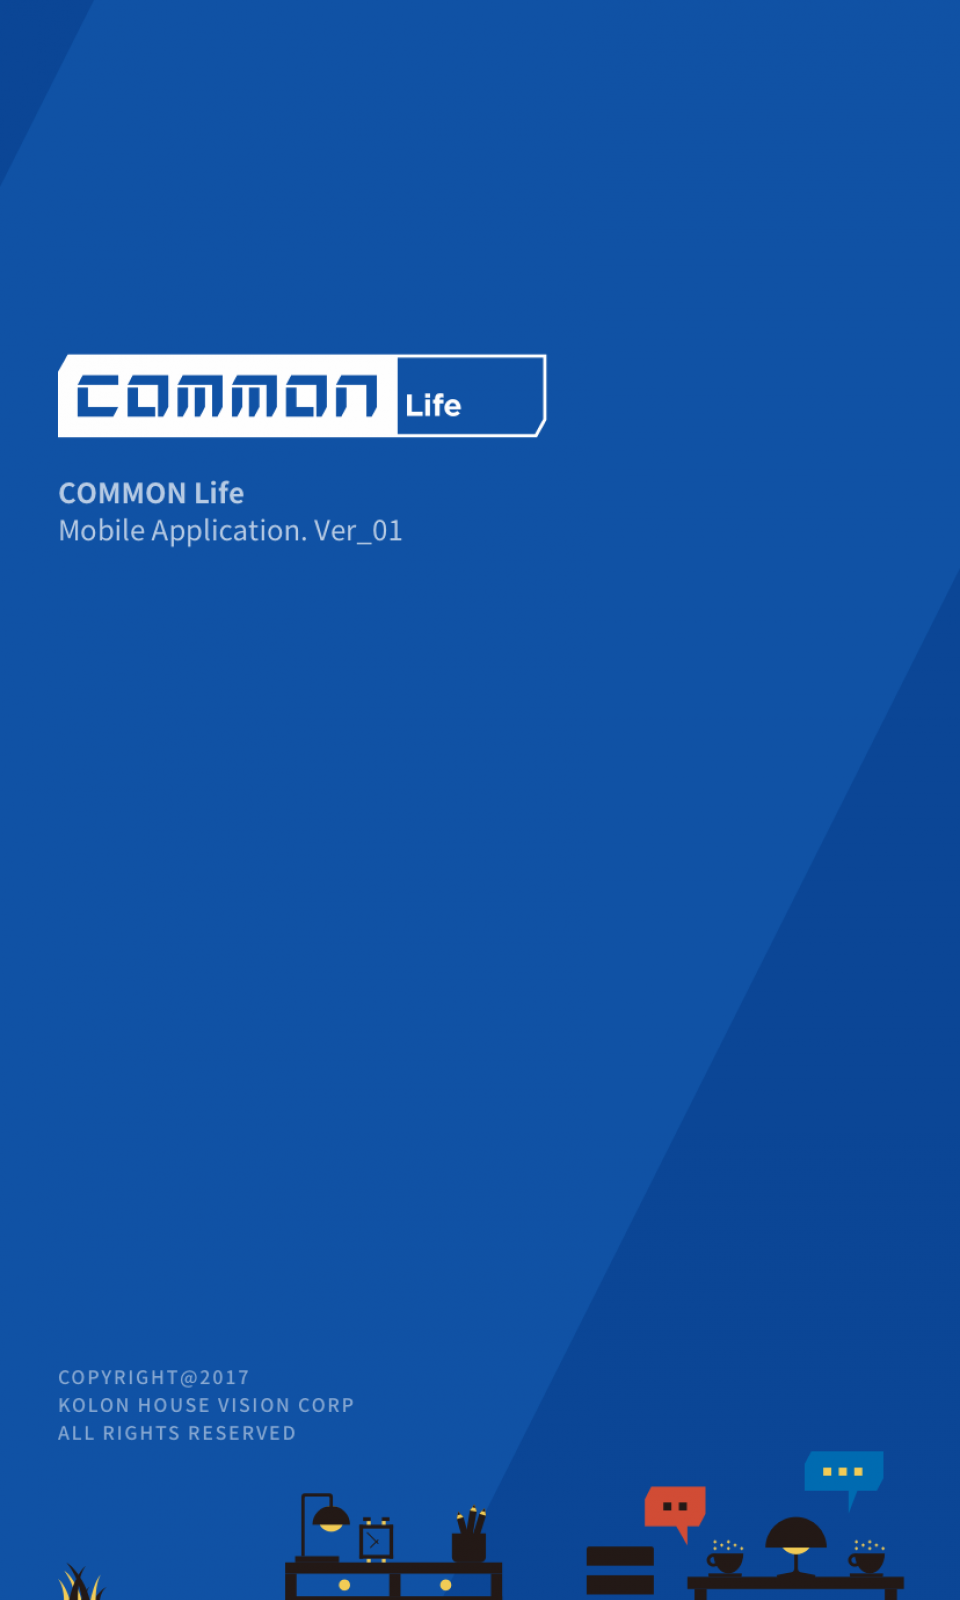 COMMON Life
COMMON Life
Mobile Application. Ver_01
COPYRIGHT@2017
KOLON HOUSE VISION CORP
ALL RIGHTS RESERVED